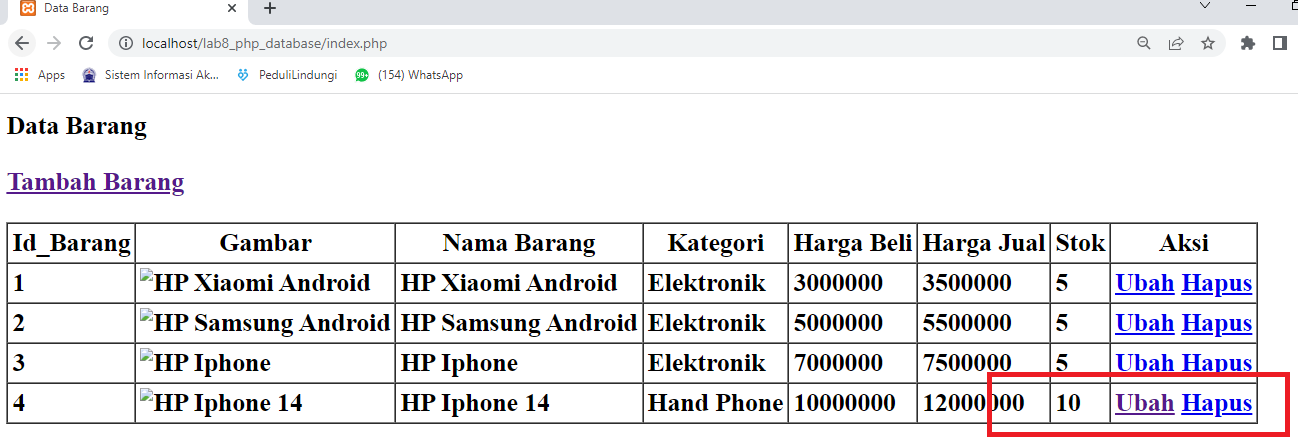 Data Barang
localhost/lab8_php_database/index.php
Apps Sistem Informasi Ak... PeduliLindungi 99+ (154) WhatsApp
Data Barang
Tambah Barang
Id_Barang Gambar Nama Barang Kategori Harga Beli Harga Jual Stok Aksi
1 HP Xiaomi Android HP Xiaomi Android Elektronik 3000000 3500000 5 Ubah Hapus
2 HP Samsung Android HP Samsung Android Elektronik 5000000 5500000 5 Ubah Hapus
3 HP Iphone HP Iphone Elektronik 7000000 7500000 5 Ubah Hapus
4 HP Iphone 14 HP Iphone 14 Hand Phone 10000000 12000000 10 Ubah Hapus